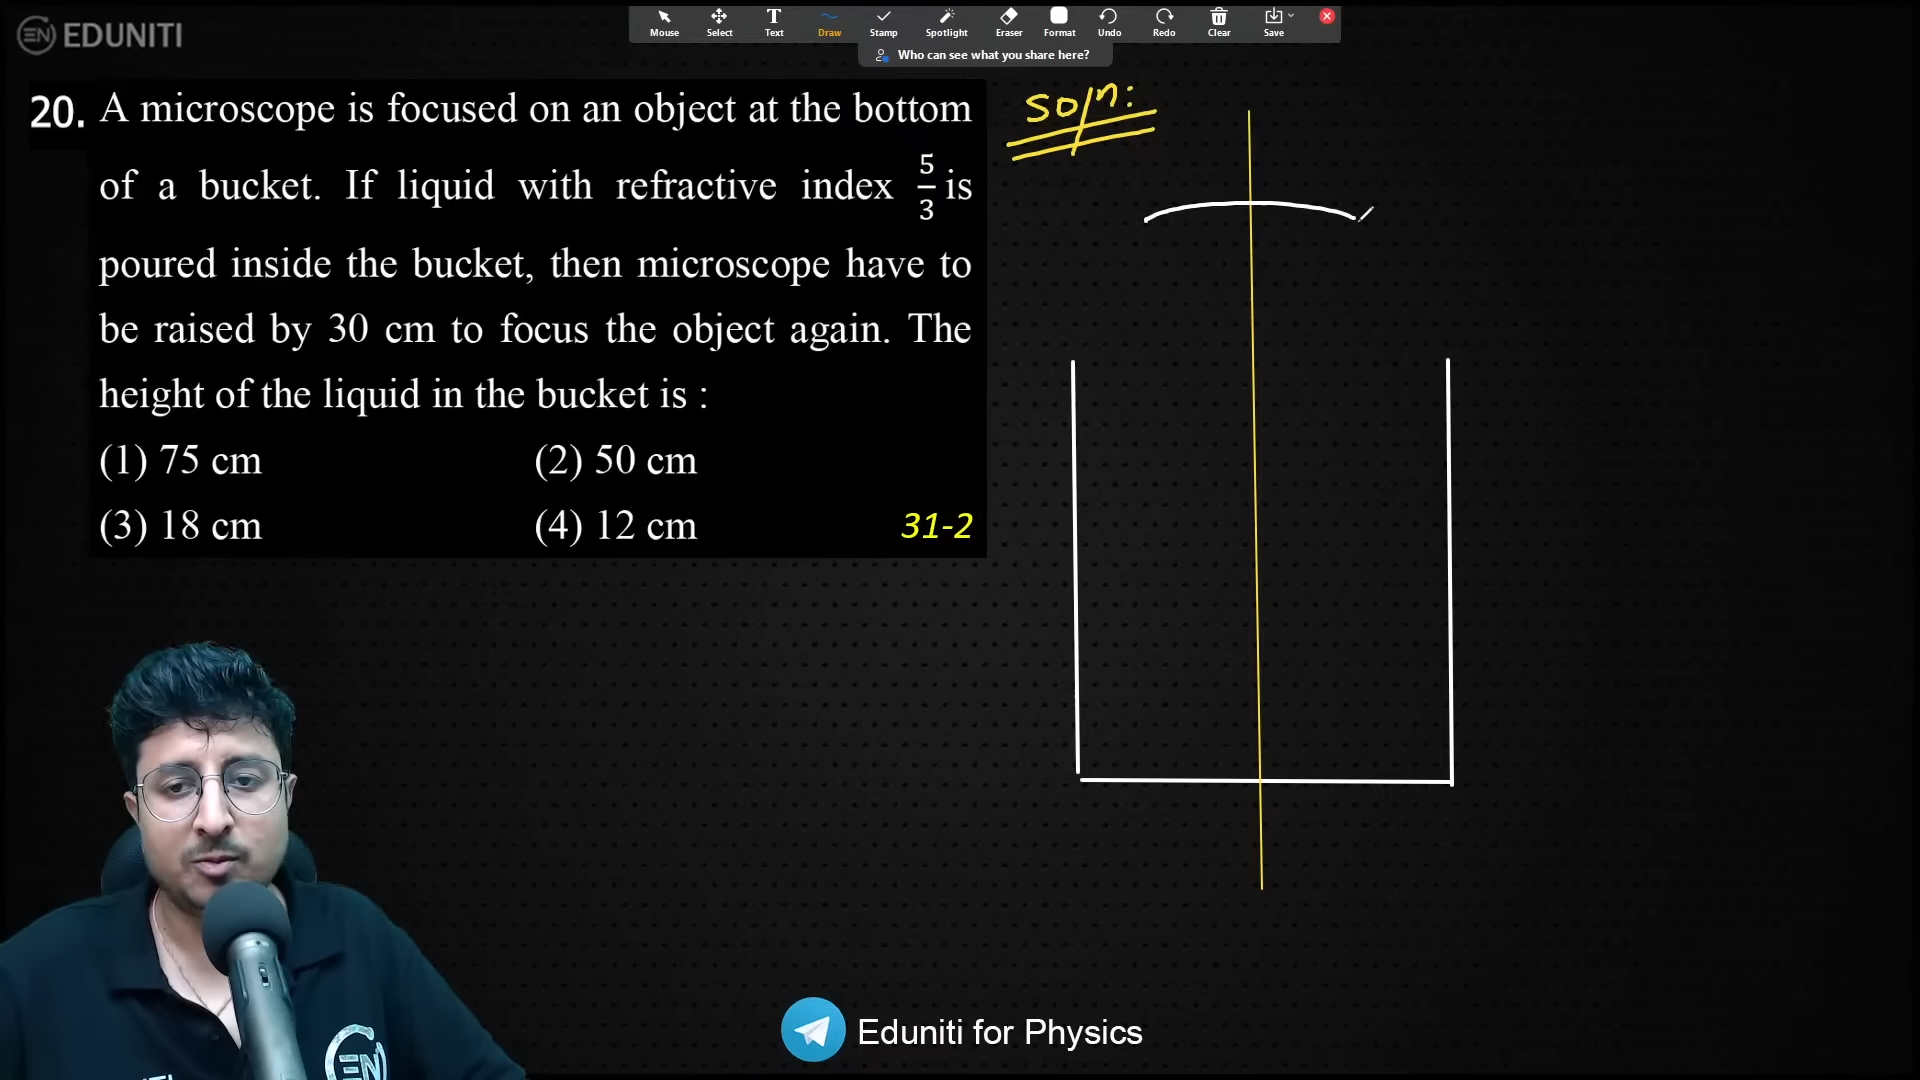 EDUNITI
Mouse Select Text Draw Stamp Spotlight Eraser Format Undo Redo Clear Save
Who can see what you share here?
20. A microscope is focused on an object at the bottom
of a bucket. If liquid with refractive index 5/3 is
poured inside the bucket, then microscope have to
be raised by 30 cm to focus the object again. The
height of the liquid in the bucket is :
(1) 75 cm (2) 50 cm
(3) 18 cm (4) 12 cm 31-2
Soln:
Eduniti for Physics